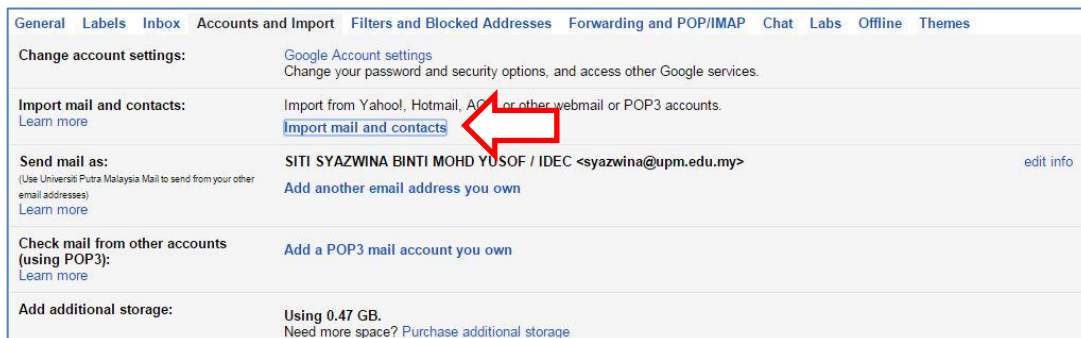 General Labels Inbox Accounts and Import Filters and Blocked Addresses Forwarding and POP/IMAP Chat Labs Offline Themes
Change account settings:
Google Account settings
Change your password and security options, and access other Google services.
Import mail and contacts:
Learn more
Import from Yahoo!, Hotmail, or other webmail or POP3 accounts.
Import mail and contacts
Send mail as:
(Use Universiti Putra Malaysia Mail to send from your other
email addresses)
Learn more
SITI SYAZWINA BINTI MOHD YUSOF / IDEC <syazwina@upm.edu.my>
edit info
Add another email address you own
Check mail from other accounts
(using POP3):
Learn more
Add a POP3 mail account you own
Add additional storage:
Using 0.47 GB.
Need more space? Purchase additional storage